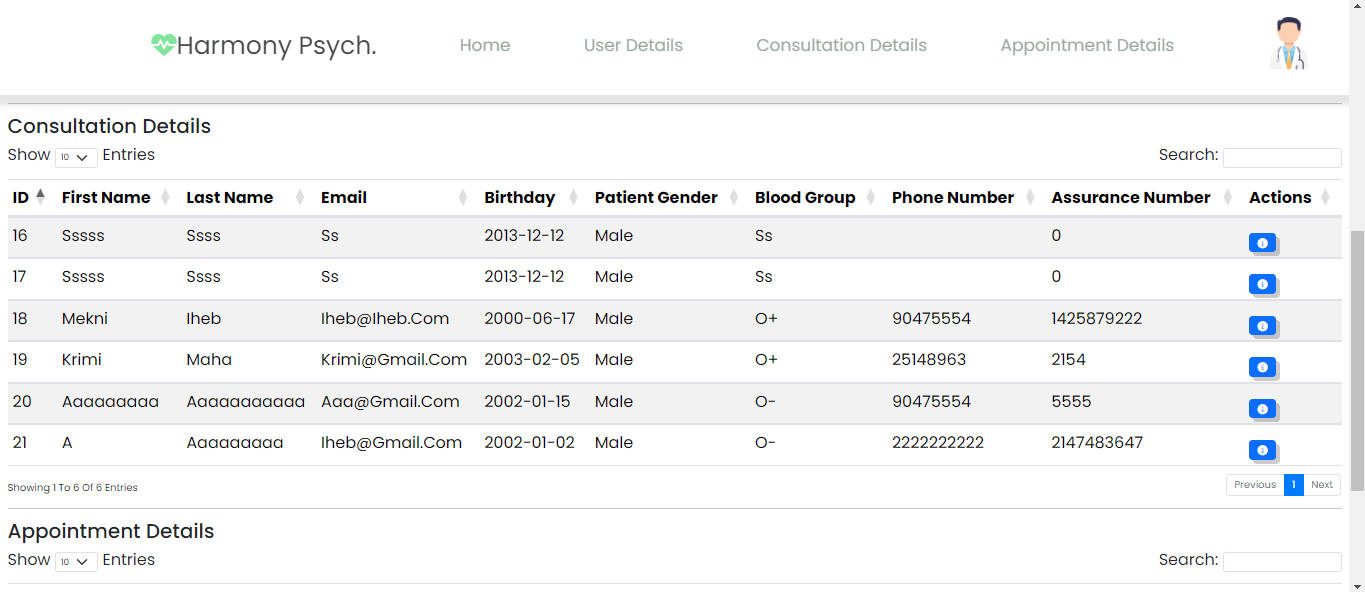 Harmony Psych. Home User Details Consultation Details Appointment Details
Consultation Details
Show 10 Entries Search:
ID First Name Last Name Email Birthday Patient Gender Blood Group Phone Number Assurance Number Actions
16 Sssss Ssss Ss 2013-12-12 Male Ss 0
17 Sssss Ssss Ss 2013-12-12 Male Ss 0
18 Mekni Iheb Iheb@Iheb.Com 2000-06-17 Male O+ 90475554 1425879222
19 Krimi Maha Krimi@Gmail.Com 2003-02-05 Male O+ 25148963 2154
20 Aaaaaaaaa Aaaaaaaaaaa Aaa@Gmail.Com 2002-01-15 Male O- 90475554 5555
21 A Aaaaaaaaa Iheb@Gmail.Com 2002-01-02 Male O- 2222222222 2147483647
Showing 1 To 6 Of 6 Entries Previous 1 Next
Appointment Details
Show 10 Entries Search: